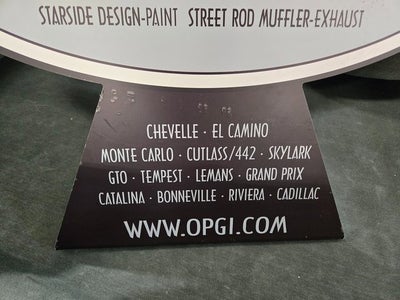 STARSIDE DESIGN-PAINT STREET ROD MUFFLER-EXHAUST
CHEVELLE · EL CAMINO
MONTE CARLO · CUTLASS/442 · SKYLARK
GTO · TEMPEST · LEMANS · GRAND PRIX
CATALINA · BONNEVILLE · RIVIERA · CADILLAC
WWW.OPGI.COM